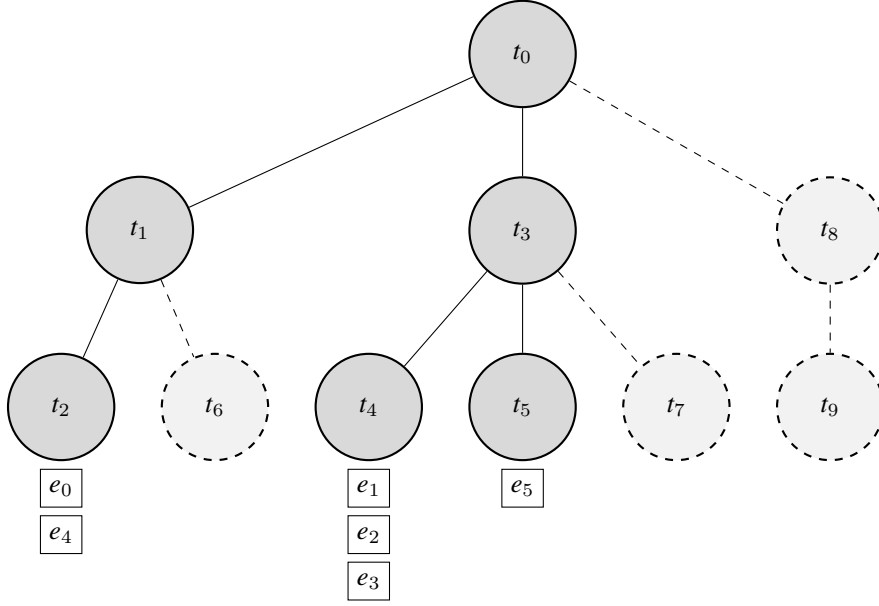 t₀
t₁ t₃ t₈
t₂ t₆ t₄ t₅ t₇ t₉
e₀ e₁ e₅
e₄ e₂
e₃